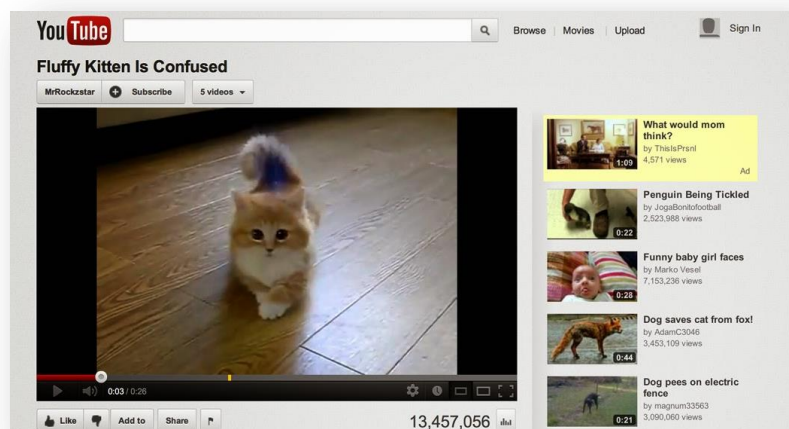 YouTube
Browse | Movies | Upload
Sign In
Fluffy Kitten Is Confused
MrRockzstar
Subscribe
5 videos
0:03 / 0:26
Like
Add to
Share
13,457,056
What would mom
think?
by ThisIsPrsnl
4,571 views
Ad
1:09
Penguin Being Tickled
by JogaBonitofootball
2,523,988 views
0:22
Funny baby girl faces
by Marko Vesel
7,153,236 views
0:28
Dog saves cat from fox!
by AdamC3046
3,453,109 views
0:44
Dog pees on electric
fence
by magnum33563
3,090,060 views
0:21